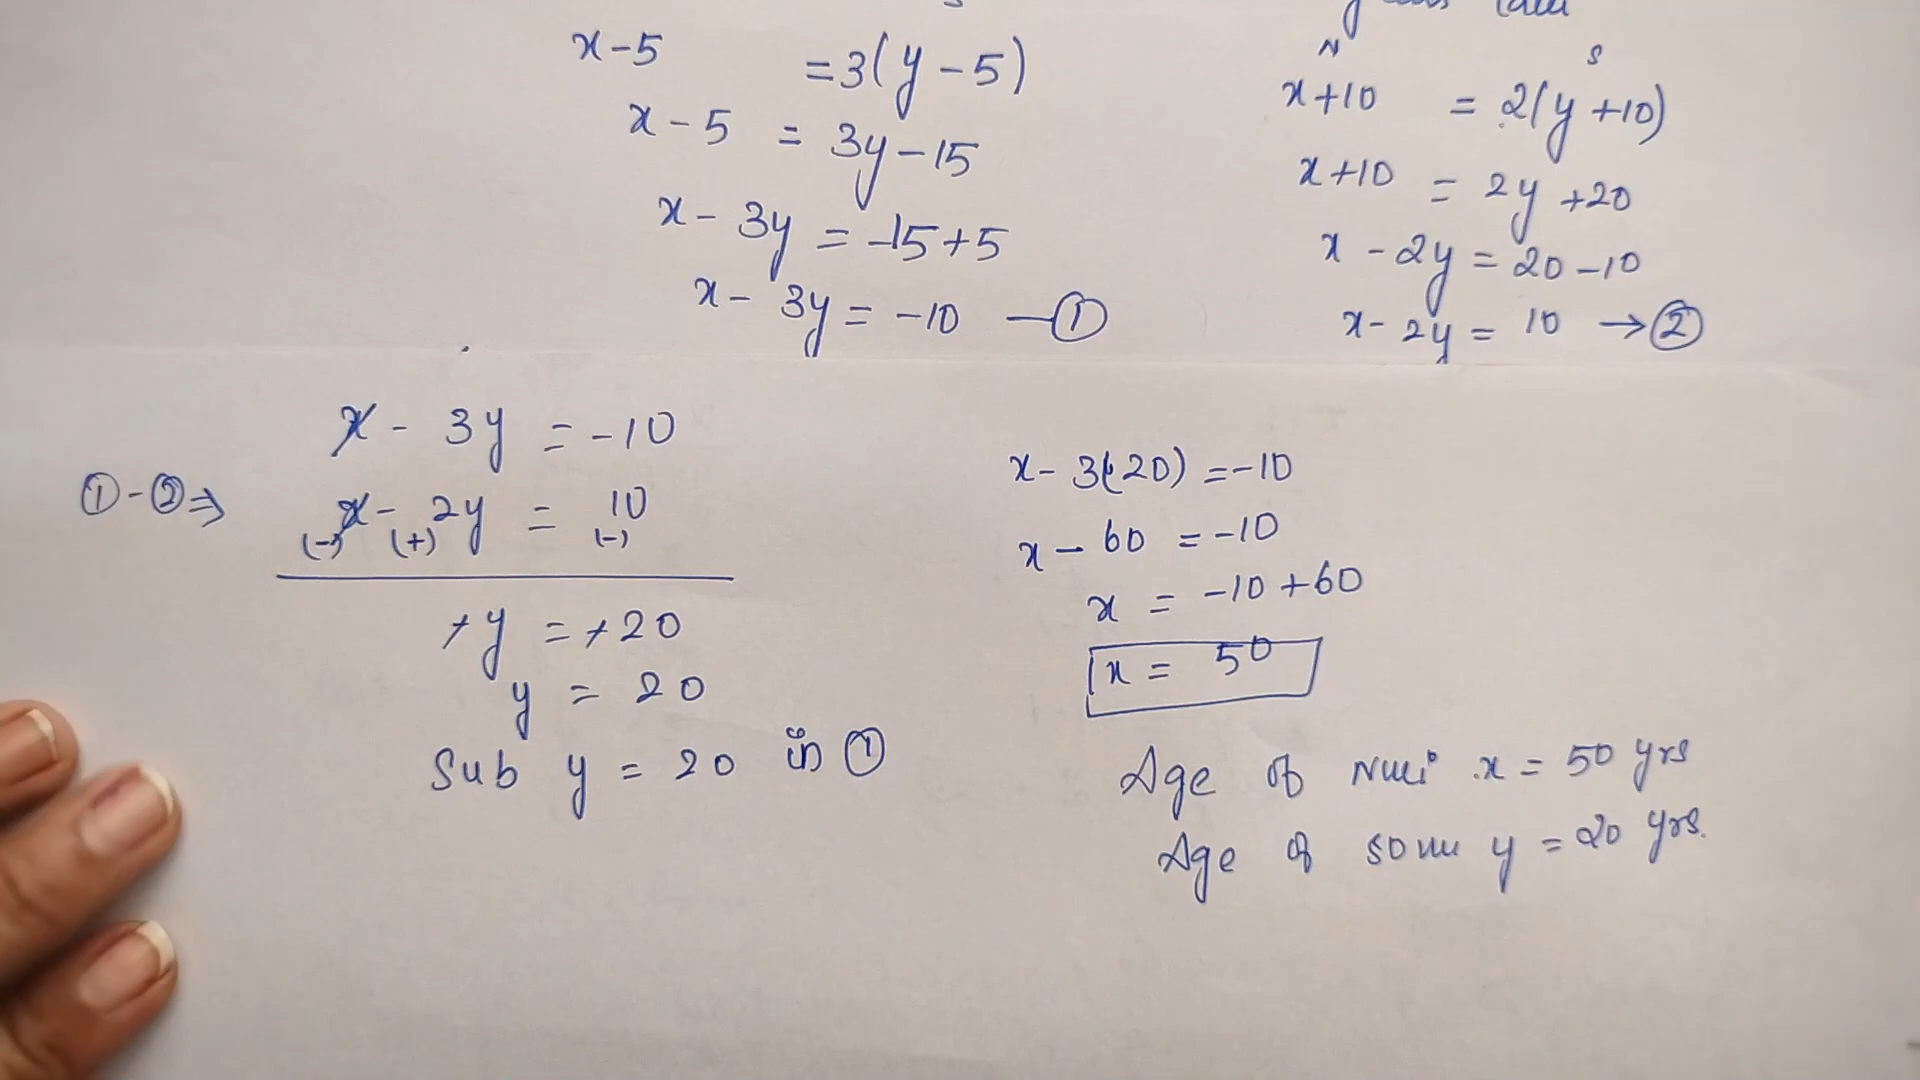 x-5 = 3(y-5)
x-5 = 3y-15
x-3y = -15+5
x-3y = -10 —①
N S
x+10 = 2(y+10)
x+10 = 2y+20
x-2y = 20-10
x-2y = 10 →②
x-3y = -10
①-②⇒ x-2y = 10
(-) (+) (-)
+y = +20
y = 20
Sub y = 20 in ①
x-3(20) = -10
x-60 = -10
x = -10+60
x = 50
Age of Nuri x = 50 yrs
Age of sonu y = 20 yrs.